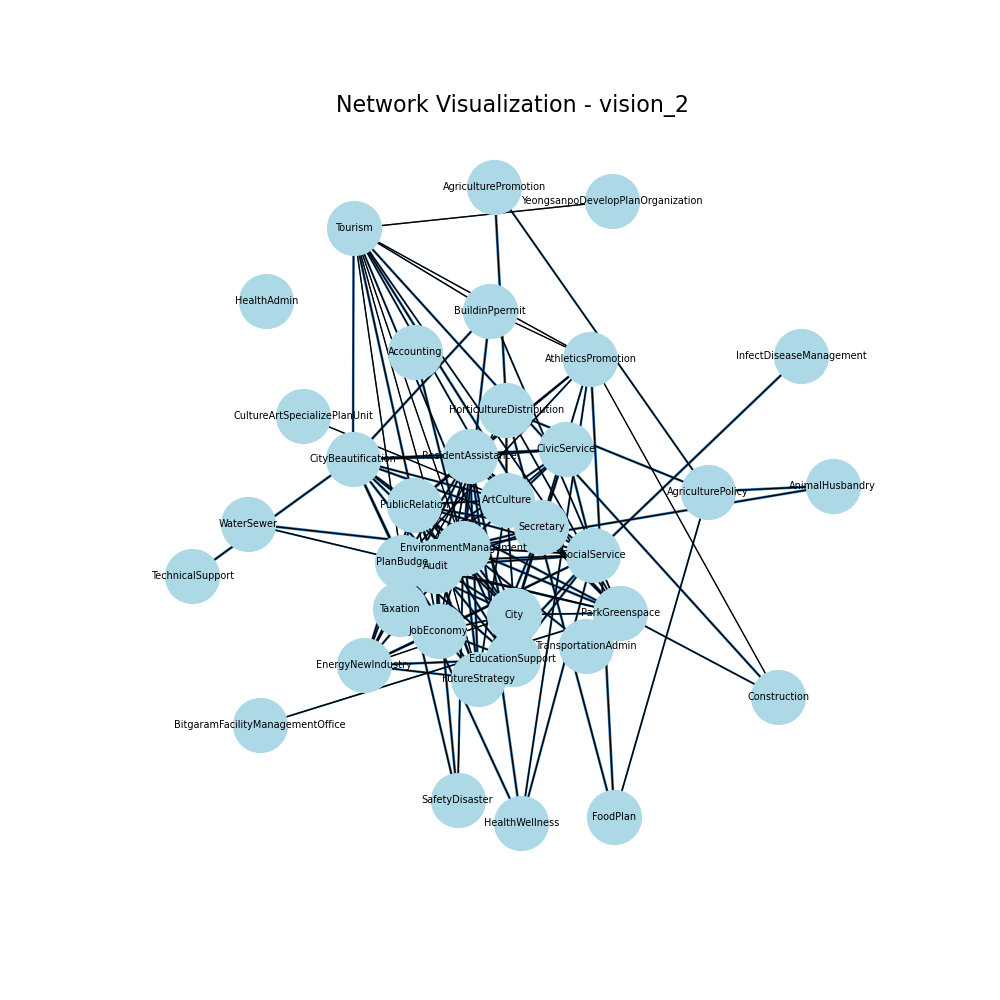 Network Visualization - vision_2
AgriculturePromotion
YeongsanpoDevelopPlanOrganization
Tourism
HealthAdmin
BuildinPpermit
Accounting
AthleticsPromotion
InfectDiseaseManagement
CultureArtSpecializePlanUnit
HorticultureDistribution
CityBeautification
ResidentAssistance
CivicService
AgriculturePolicy
AnimalHusbandry
PublicRelation
ArtCulture
WaterSewer
Secretary
EnvironmentManagement
SocialService
PlanBudget
Audit
TechnicalSupport
Taxation
City
ParkGreenspace
JobEconomy
TransportationAdmin
EnergyNewIndustry
EducationSupport
FutureStrategy
Construction
BitgaramFacilityManagementOffice
SafetyDisaster
HealthWellness
FoodPlan